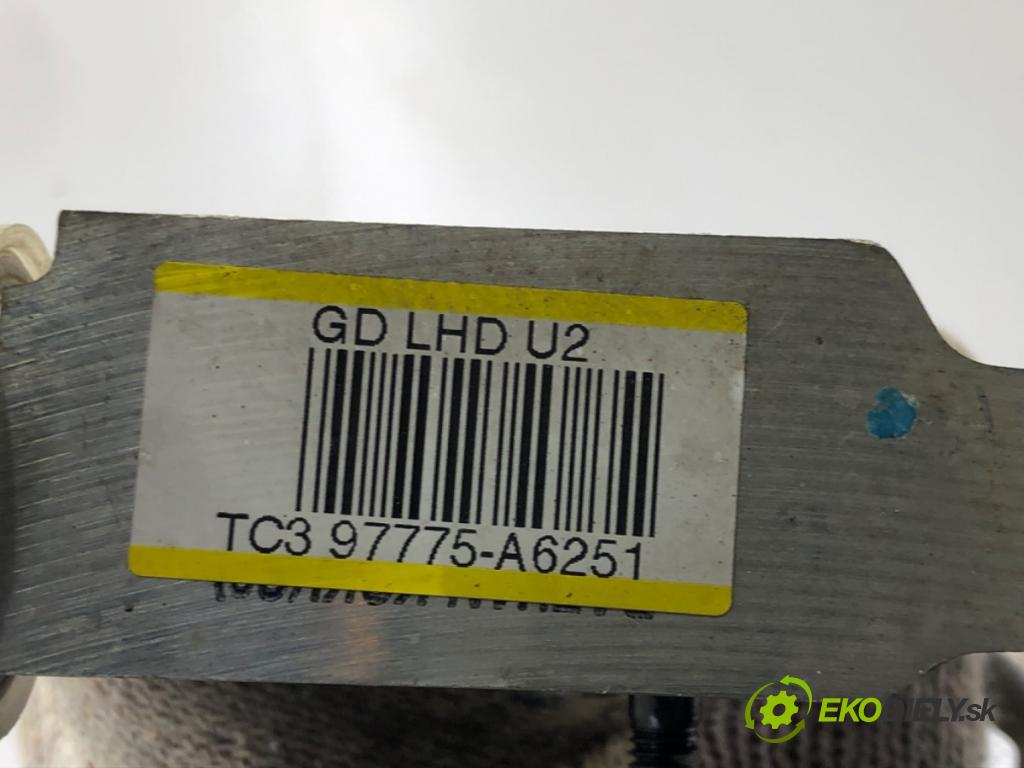 GD LHD U2
TC3 97775-A6251
EKODIELY.sk